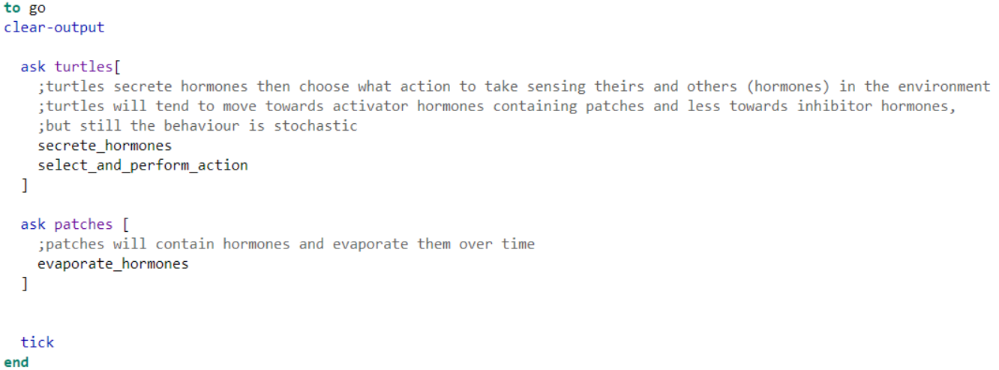 to go
clear-output
ask turtles[
;turtles secrete hormones then choose what action to take sensing theirs and others (hormones) in the environment
;turtles will tend to move towards activator hormones containing patches and less towards inhibitor hormones,
;but still the behaviour is stochastic
secrete_hormones
select_and_perform_action
]
ask patches [
;patches will contain hormones and evaporate them over time
evaporate_hormones
]
tick
end